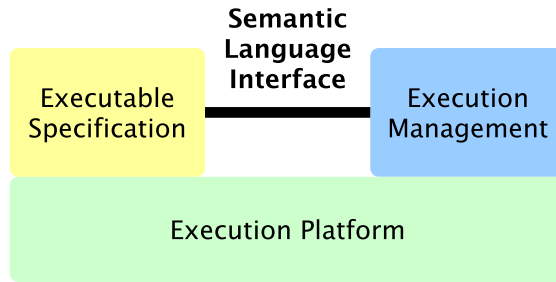 Semantic
Language
Interface
Executable
Specification
Execution
Management
Execution Platform